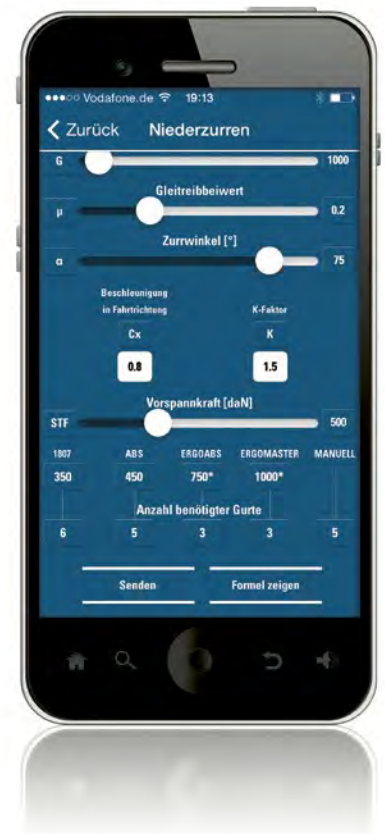 ●●●○○ Vodafone.de 19:13
Zurück Niederzurren
G 1000
Gleitreibbeiwert
µ 0.2
Zurrwinkel [°]
α 75
Beschleunigung
in Fahrtrichtung K-Faktor
Cx K
0.8 1.5
Vorspannkraft [daN]
STF 500
1807 ABS ERGOABS ERGOMASTER MANUELL
350 450 750* 1000*
Anzahl benötigter Gurte
6 5 3 3 5
Senden Formel zeigen